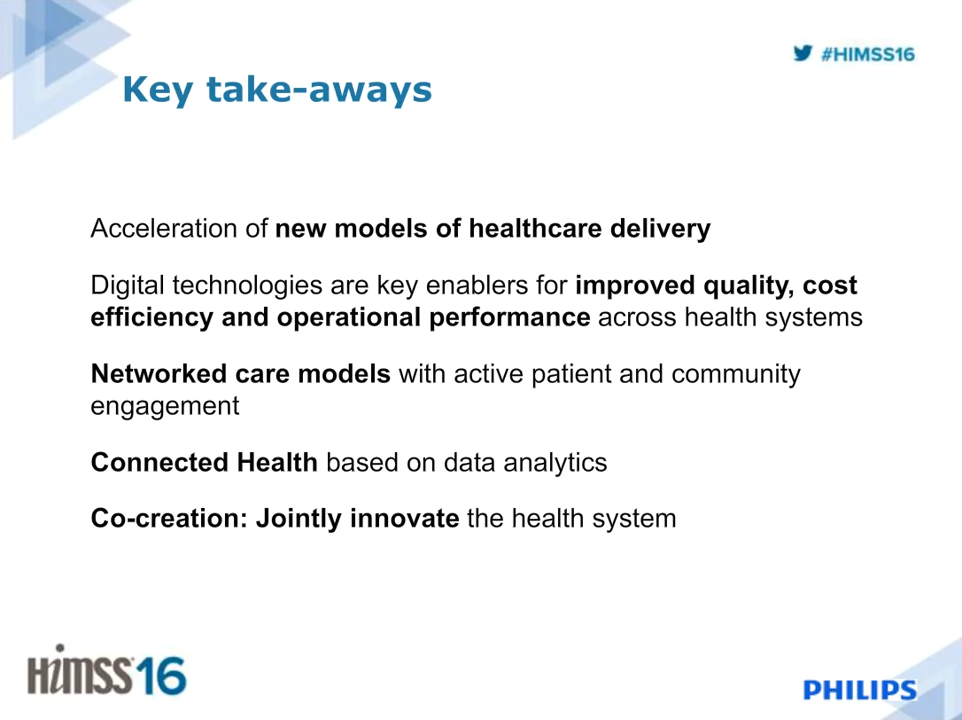 #HIMSS16
Key take-aways
Acceleration of new models of healthcare delivery
Digital technologies are key enablers for improved quality, cost
efficiency and operational performance across health systems
Networked care models with active patient and community
engagement
Connected Health based on data analytics
Co-creation: Jointly innovate the health system
HiMSS16
PHILIPS